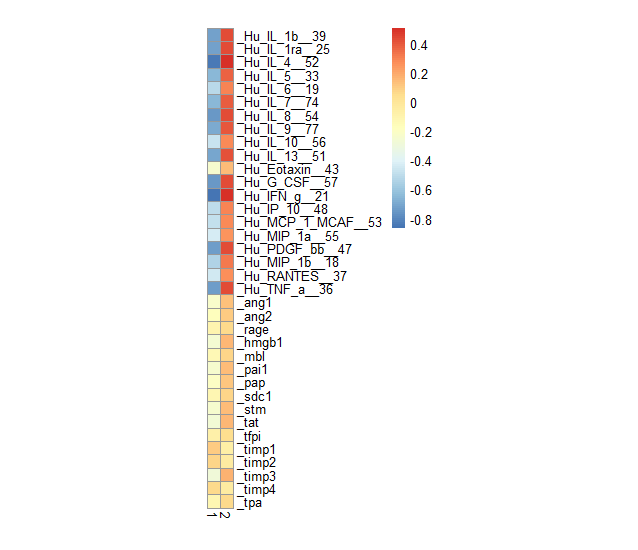 _Hu_IL_1b__39
_Hu_IL_1ra__25
_Hu_IL_4__52
_Hu_IL_5__33
_Hu_IL_6__19
_Hu_IL_7__74
_Hu_IL_8__54
_Hu_IL_9__77
_Hu_IL_10__56
_Hu_IL_13__51
_Hu_Eotaxin__43
_Hu_G_CSF__57
_Hu_IFN_g__21
_Hu_IP_10__48
_Hu_MCP_1_MCAF__53
_Hu_MIP_1a__55
_Hu_PDGF_bb__47
_Hu_MIP_1b__18
_Hu_RANTES__37
_Hu_TNF_a__36
_ang1
_ang2
_rage
_hmgb1
_mbl
_pai1
_pap
_sdc1
_stm
_tat
_tfpi
_timp1
_timp2
_timp3
_timp4
_tpa
1
2
0.4
0.2
0
-0.2
-0.4
-0.6
-0.8